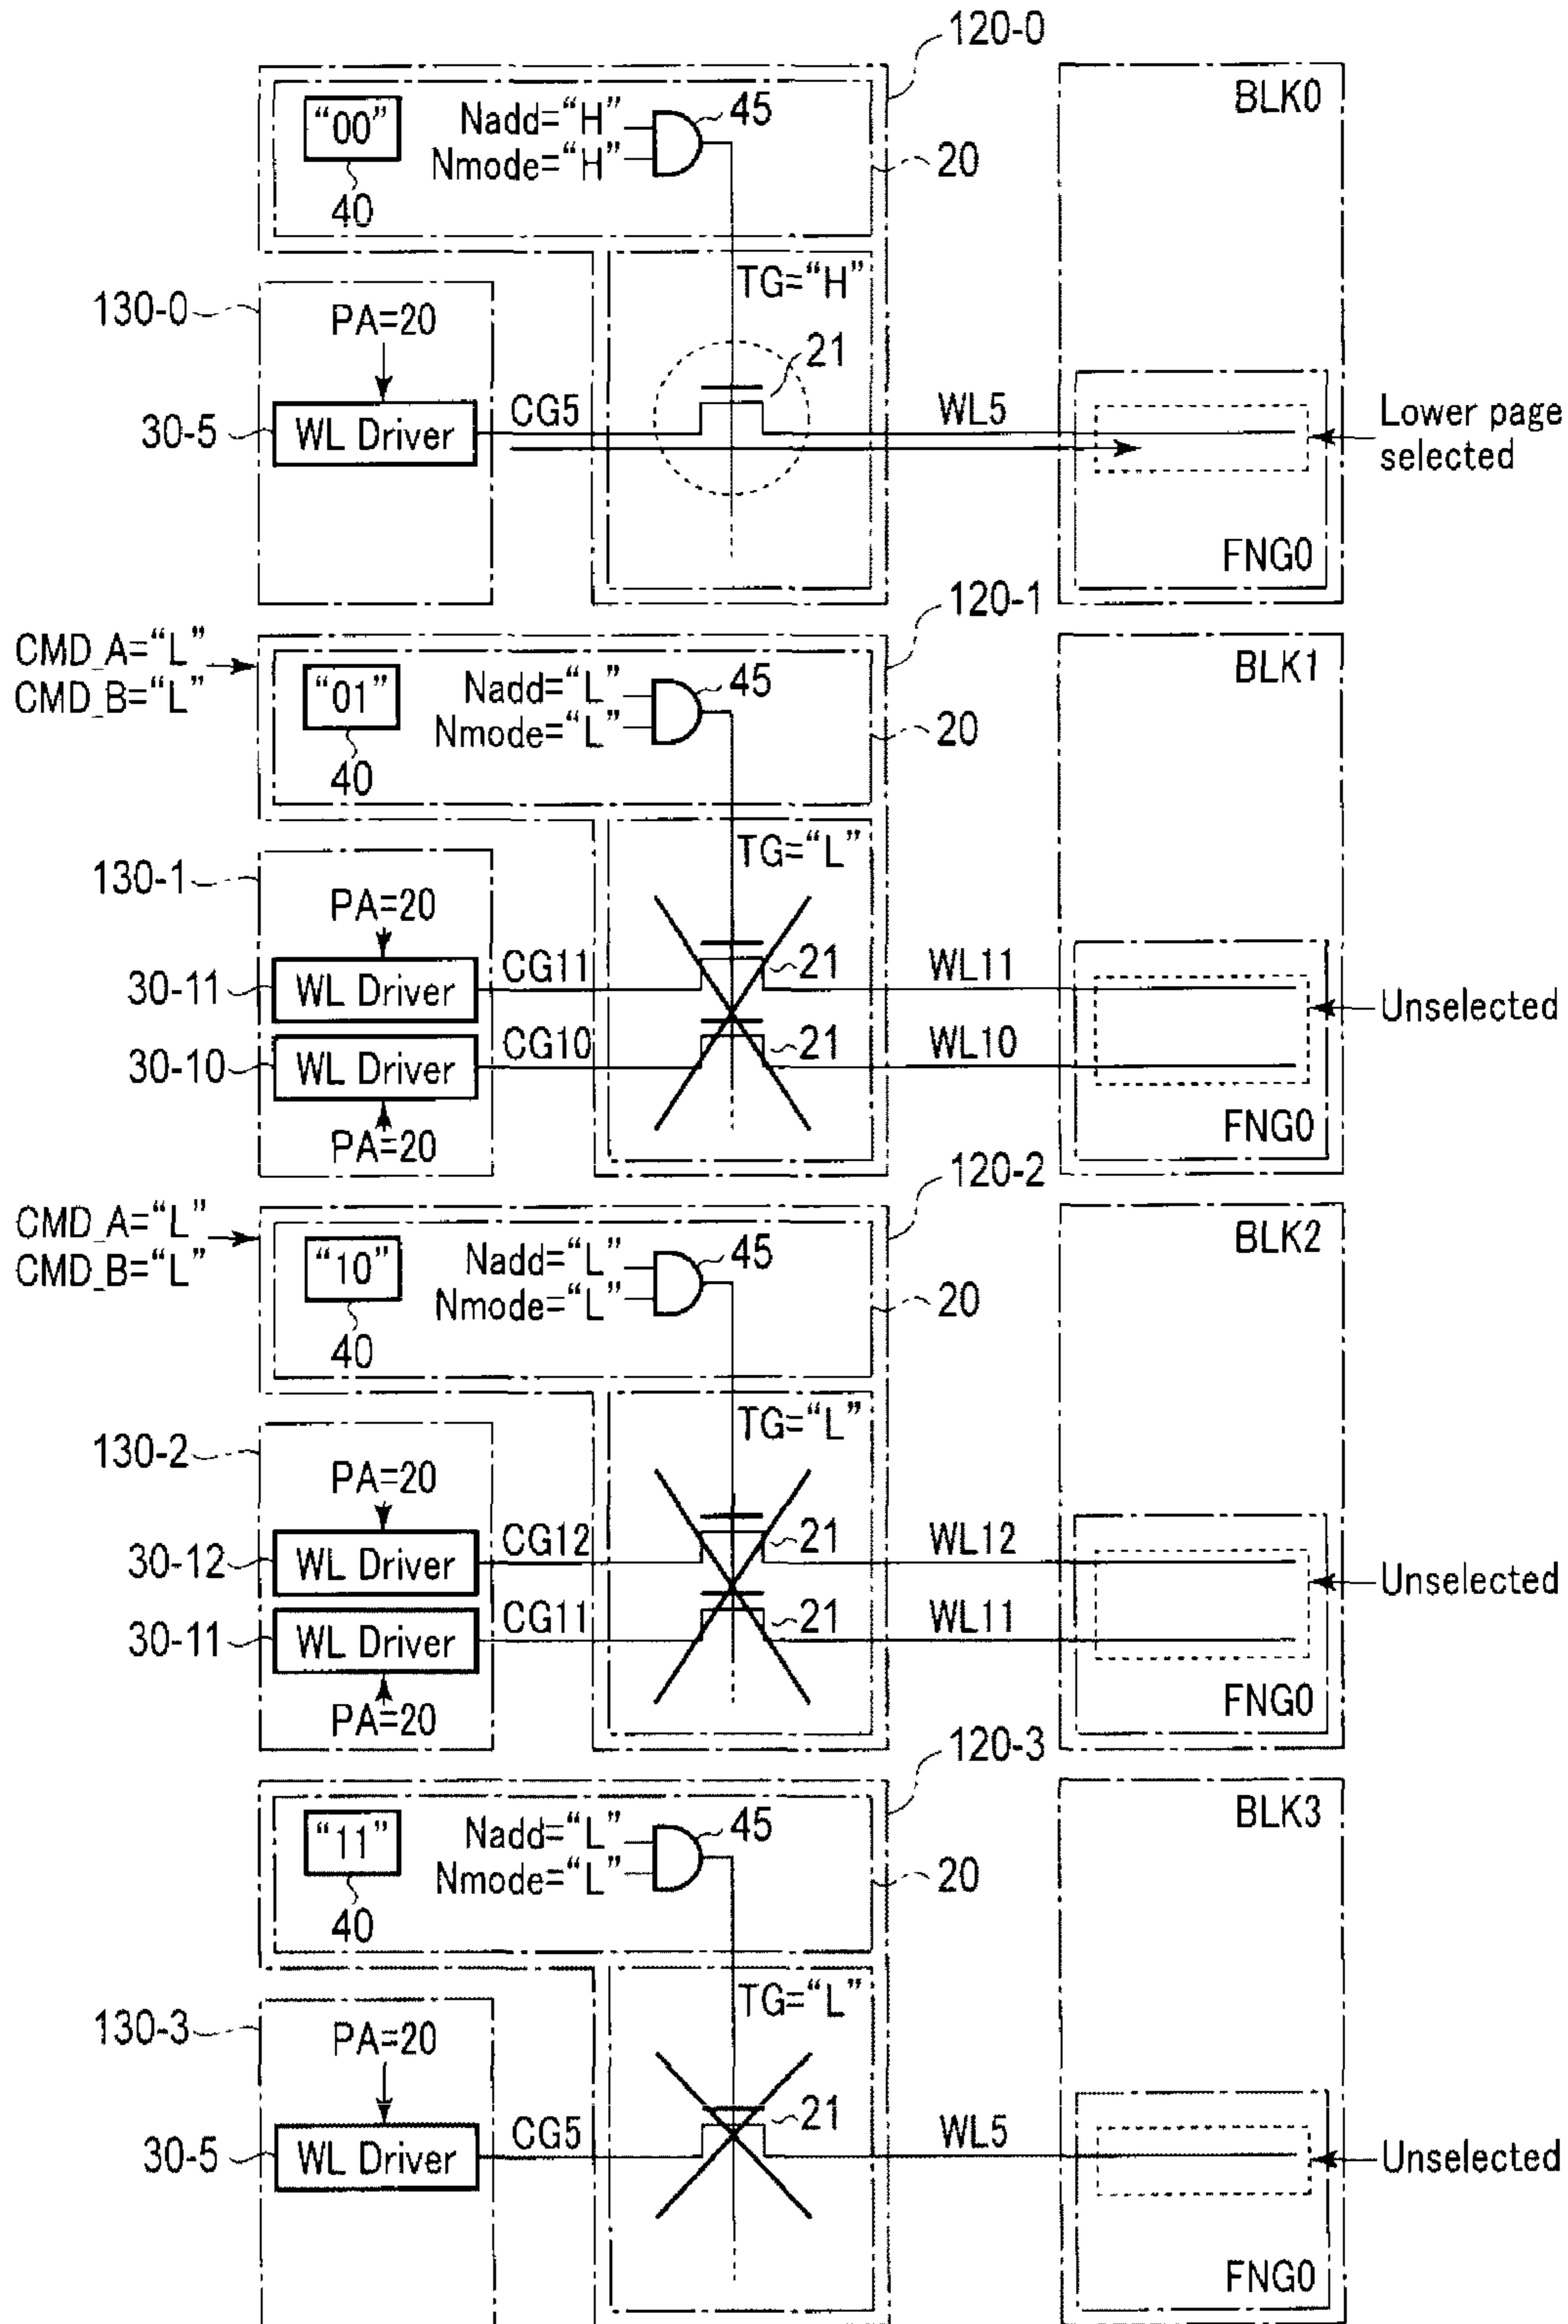 120-0
BLK0
"00"
Nadd="H"
Nmode="H"
45
20
40
TG="H"
130-0
PA=20
21
30-5
WL Driver
CG5
WL5
Lower page
selected
FNG0
120-1
CMD_A="L"
CMD_B="L"
BLK1
"01"
Nadd="L"
Nmode="L"
45
20
40
TG="L"
130-1
PA=20
30-11
WL Driver
CG11
21
WL11
Unselected
30-10
WL Driver
CG10
21
WL10
PA=20
FNG0
120-2
CMD_A="L"
CMD_B="L"
BLK2
"10"
Nadd="L"
Nmode="L"
45
20
40
TG="L"
130-2
PA=20
30-12
WL Driver
CG12
21
WL12
Unselected
30-11
WL Driver
CG11
21
WL11
PA=20
FNG0
120-3
BLK3
"11"
Nadd="L"
Nmode="L"
45
20
40
TG="L"
130-3
PA=20
21
30-5
WL Driver
CG5
WL5
Unselected
FNG0